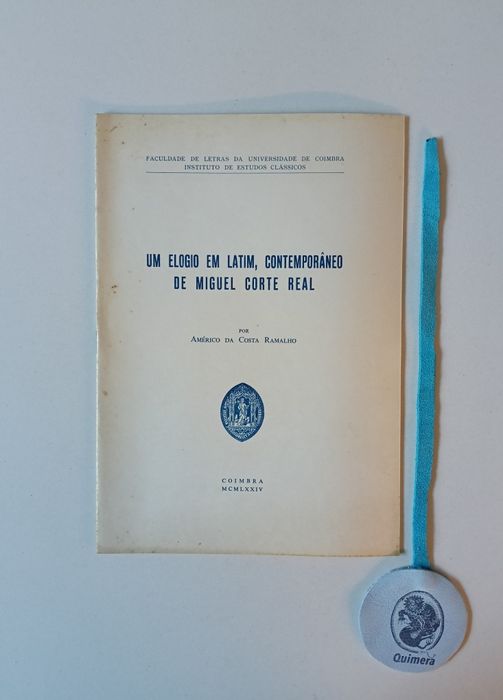 FACULDADE DE LETRAS DA UNIVERSIDADE DE COIMBRA
INSTITUTO DE ESTUDOS CLÁSSICOS
UM ELOGIO EM LATIM, CONTEMPORÂNEO
DE MIGUEL CORTE REAL
POR
AMÉRICO DA COSTA RAMALHO
COIMBRA
MCMLXXIV
Quimera